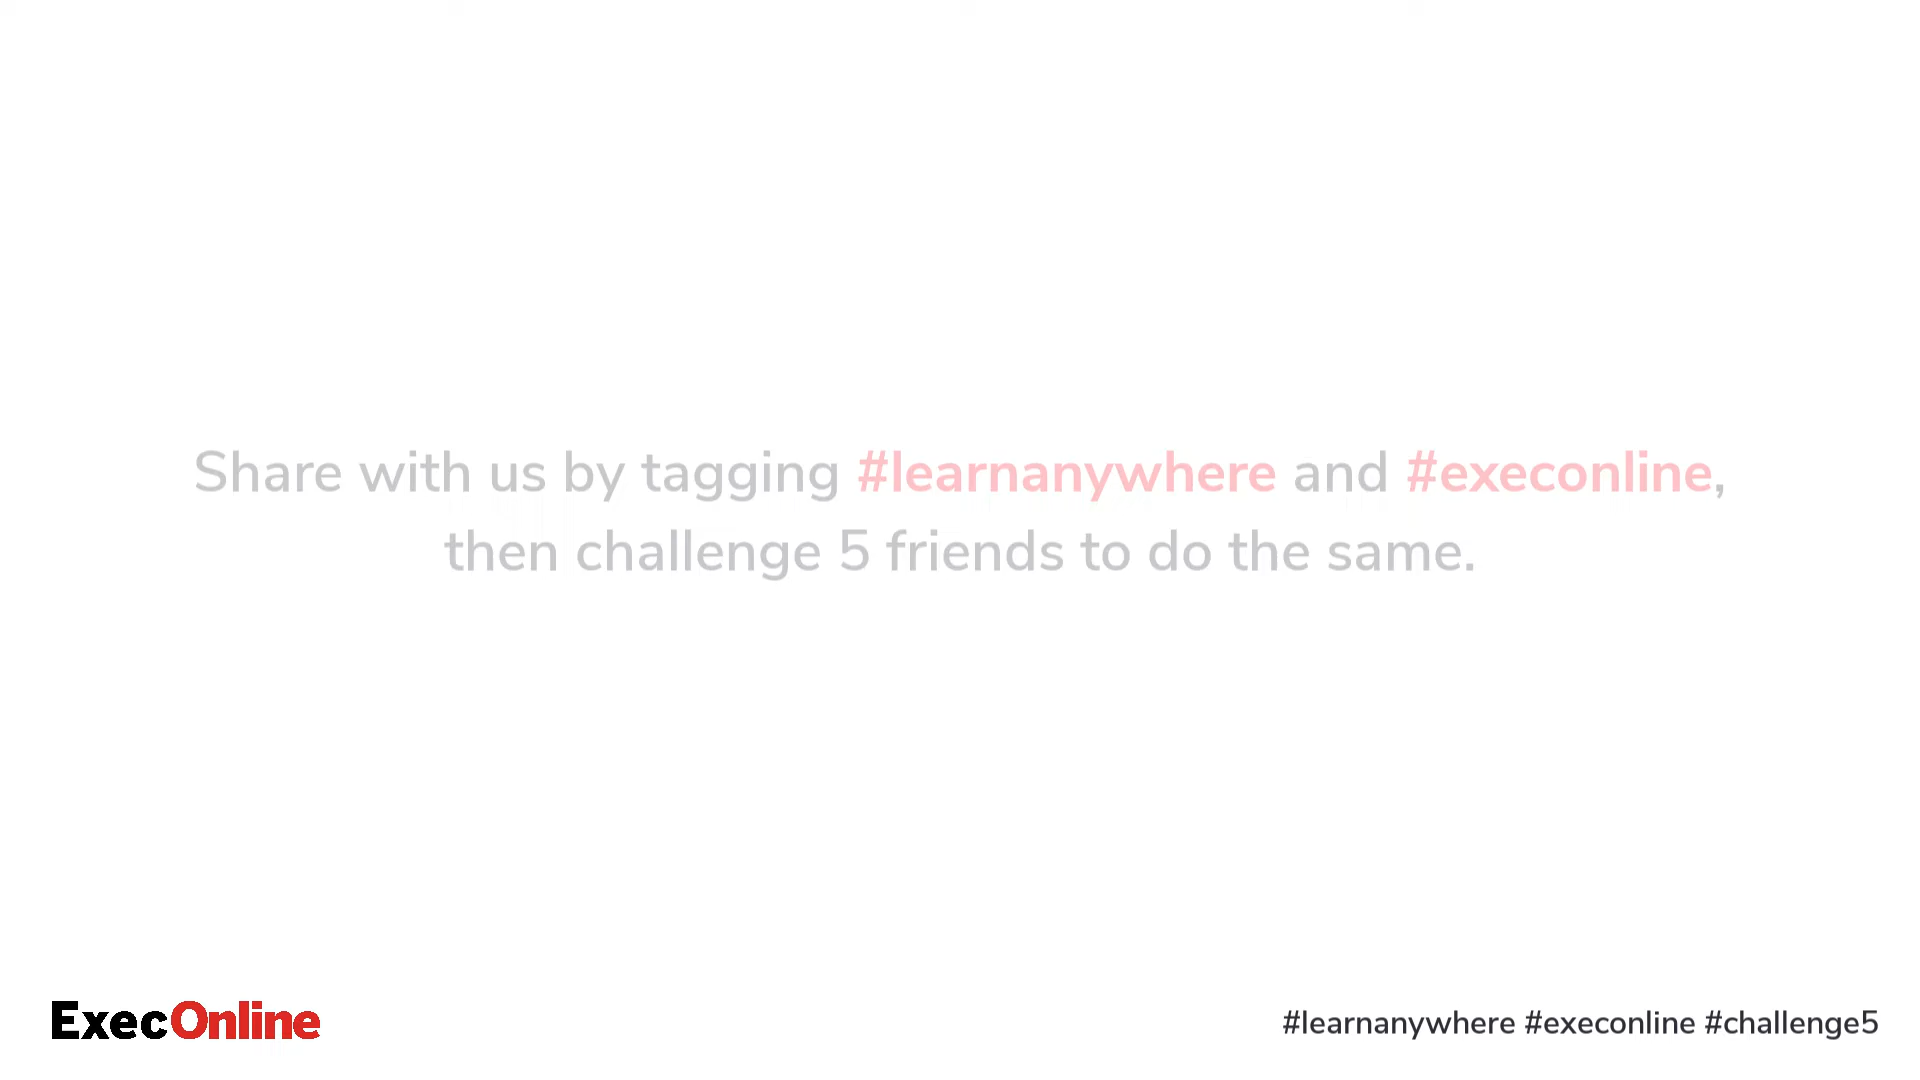 Share with us by tagging #learnanywhere and #execonline,
then challenge 5 friends to do the same.
ExecOnline
#learnanywhere #execonline #challenge5